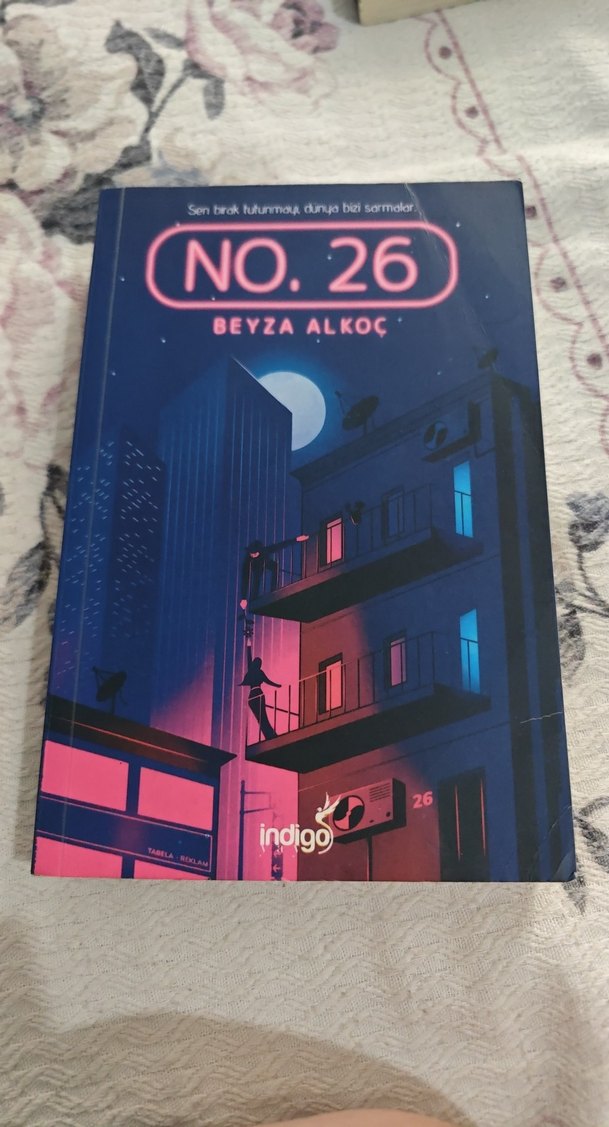 Sen bırak tutunmayı, dünya bizi sarmalar.
NO. 26
BEYZA ALKOÇ
26
indigo
TABELA - REKLAM